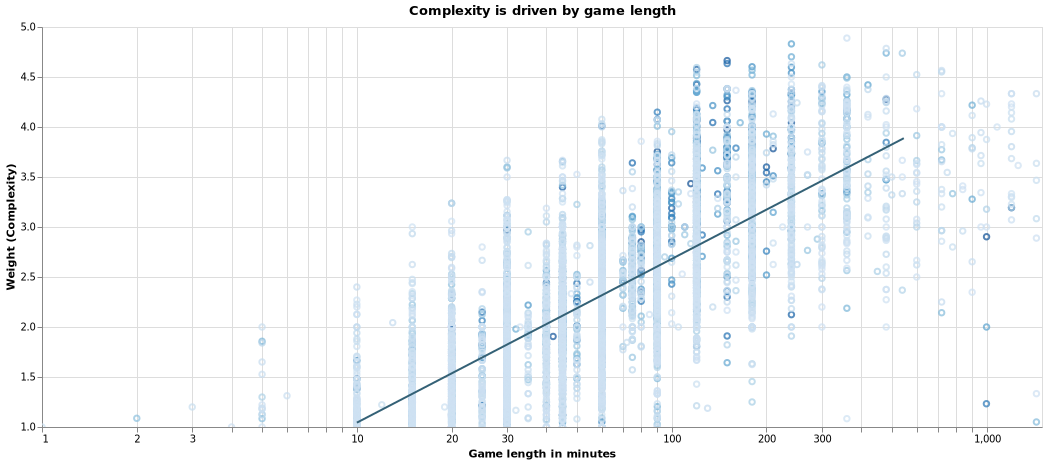 Complexity is driven by game length
5.0
4.5
4.0
3.5
3.0
2.5
2.0
1.5
1.0
Weight (Complexity)
1 2 3 10 20 30 100 200 300 1,000
Game length in minutes